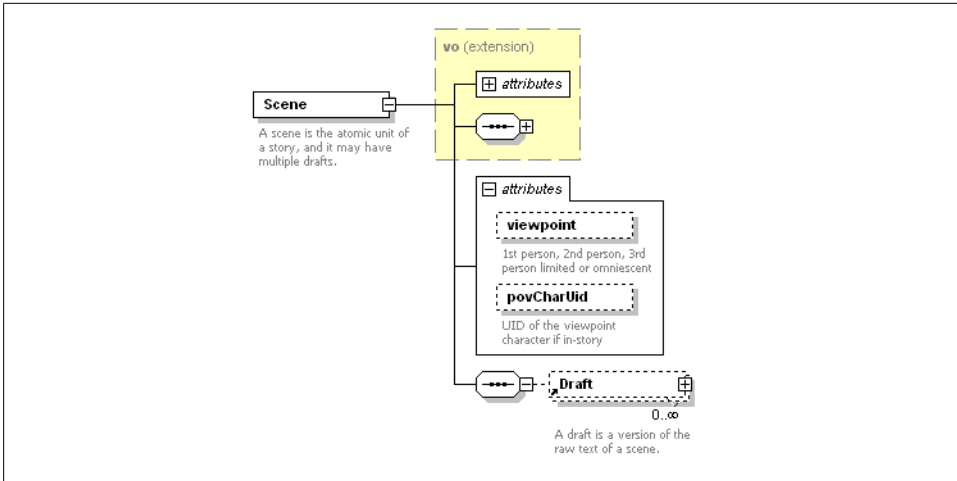 vo (extension)
attributes
Scene
A scene is the atomic unit of
a story, and it may have
multiple drafts.
attributes
viewpoint
1st person, 2nd person, 3rd
person limited or omniescent
povCharUid
UID of the viewpoint
character if in-story
Draft
0..∞
A draft is a version of the
raw text of a scene.